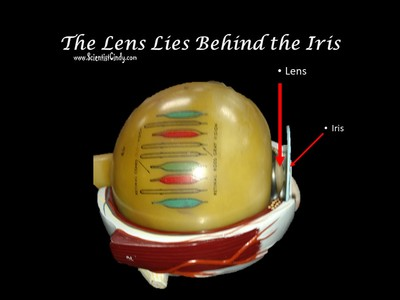 The Lens Lies Behind the Iris
www.ScientistCindy.com
• Lens
• Iris